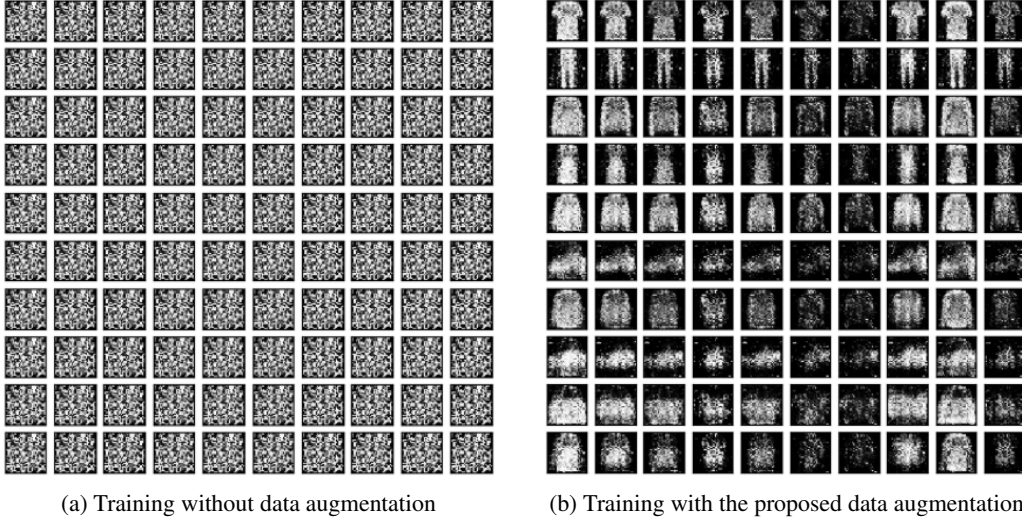 (a) Training without data augmentation
(b) Training with the proposed data augmentation